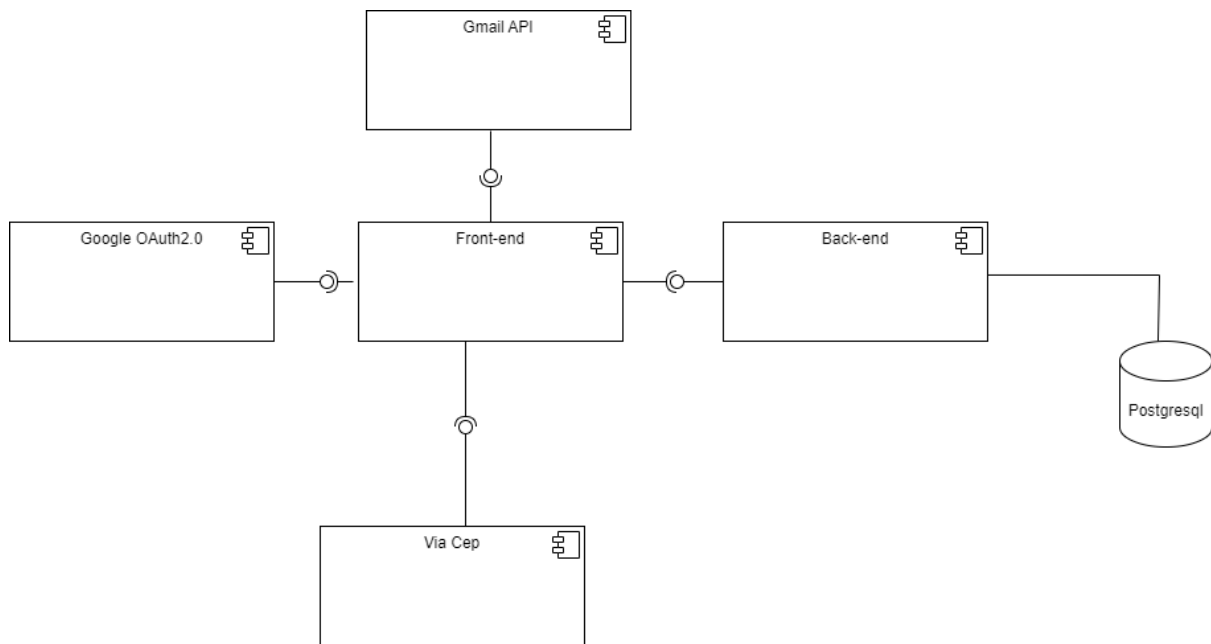 Gmail API
Google OAuth2.0
Front-end
Back-end
Postgresql
Via Cep